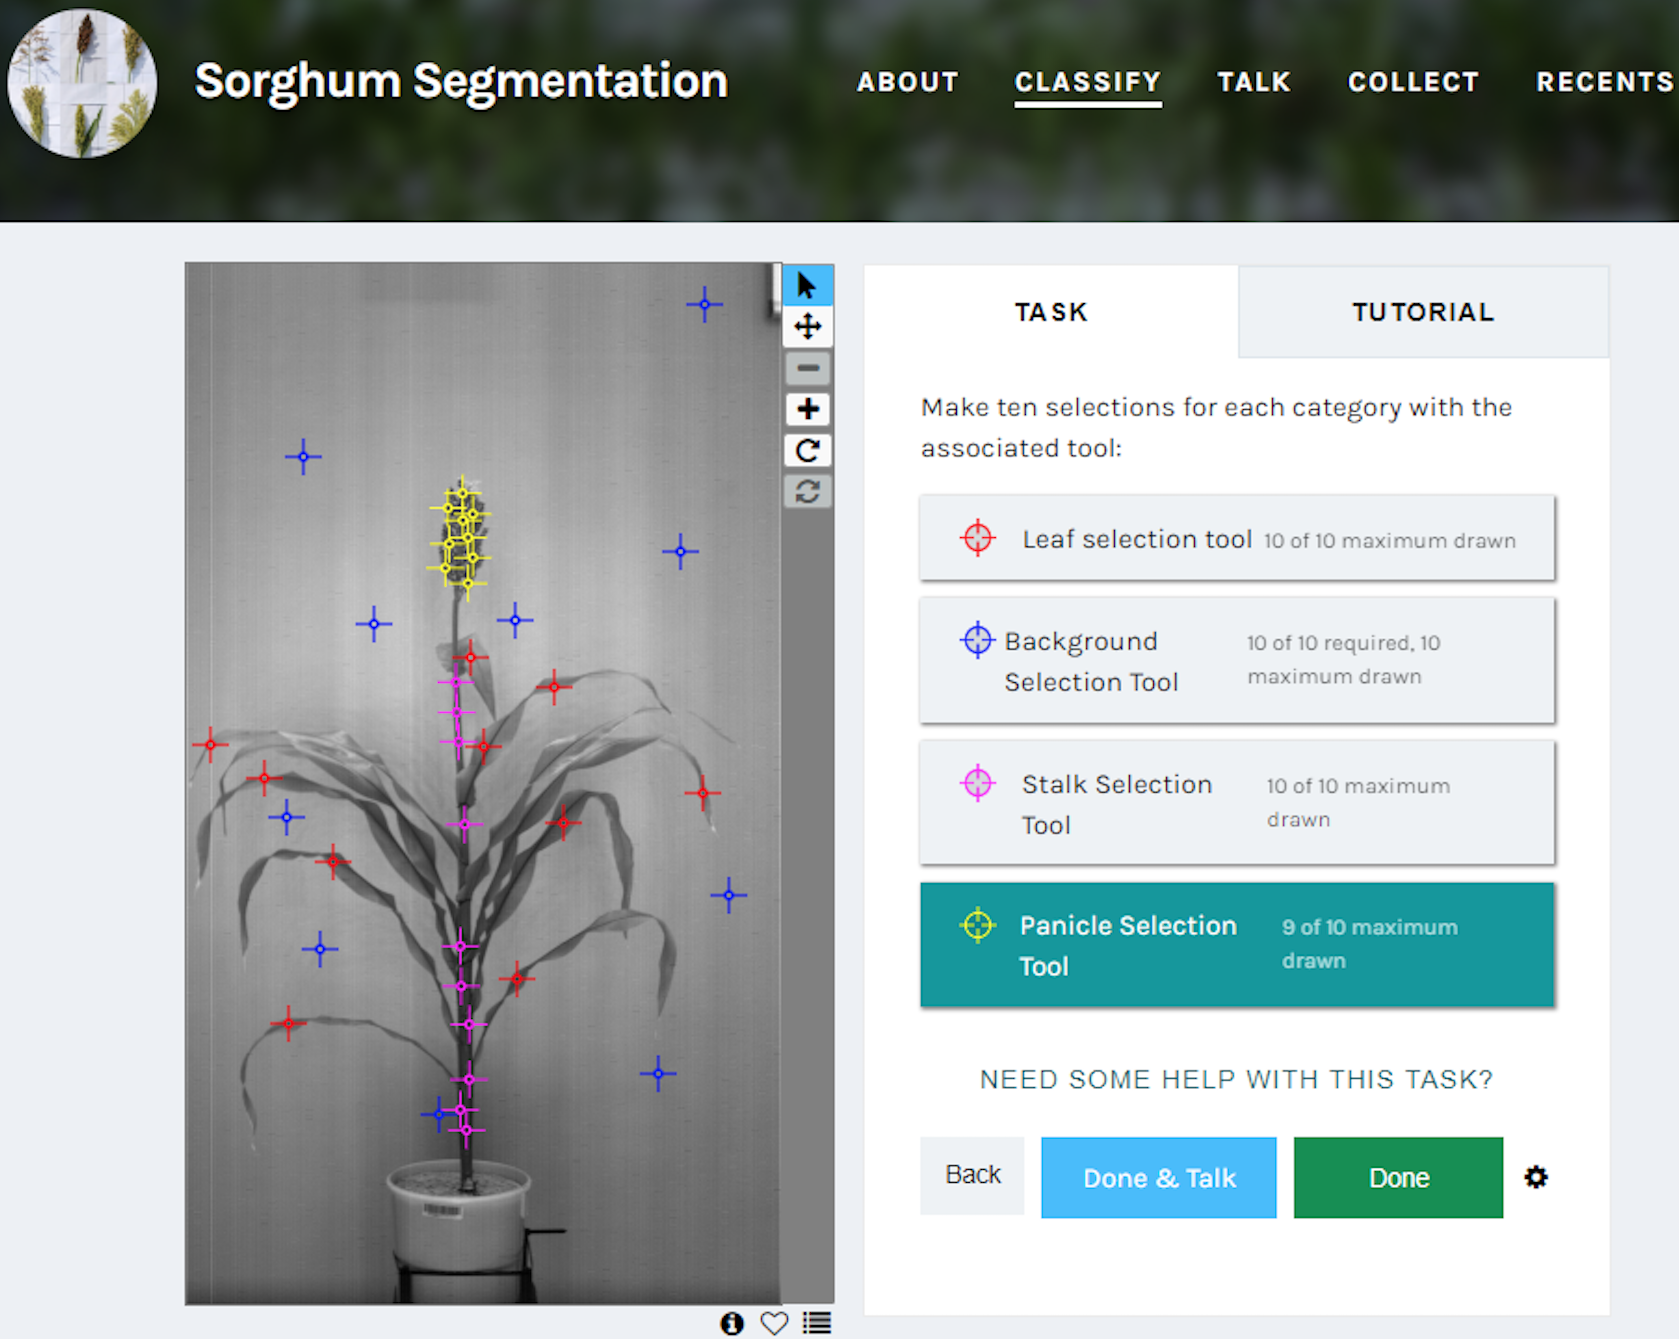 Sorghum Segmentation
ABOUT CLASSIFY TALK COLLECT RECENTS
TASK
TUTORIAL
Make ten selections for each category with the
associated tool:
Leaf selection tool 10 of 10 maximum drawn
Background
Selection Tool
10 of 10 required, 10
maximum drawn
Stalk Selection
Tool
10 of 10 maximum
drawn
Panicle Selection
Tool
9 of 10 maximum
drawn
NEED SOME HELP WITH THIS TASK?
Back
Done & Talk
Done